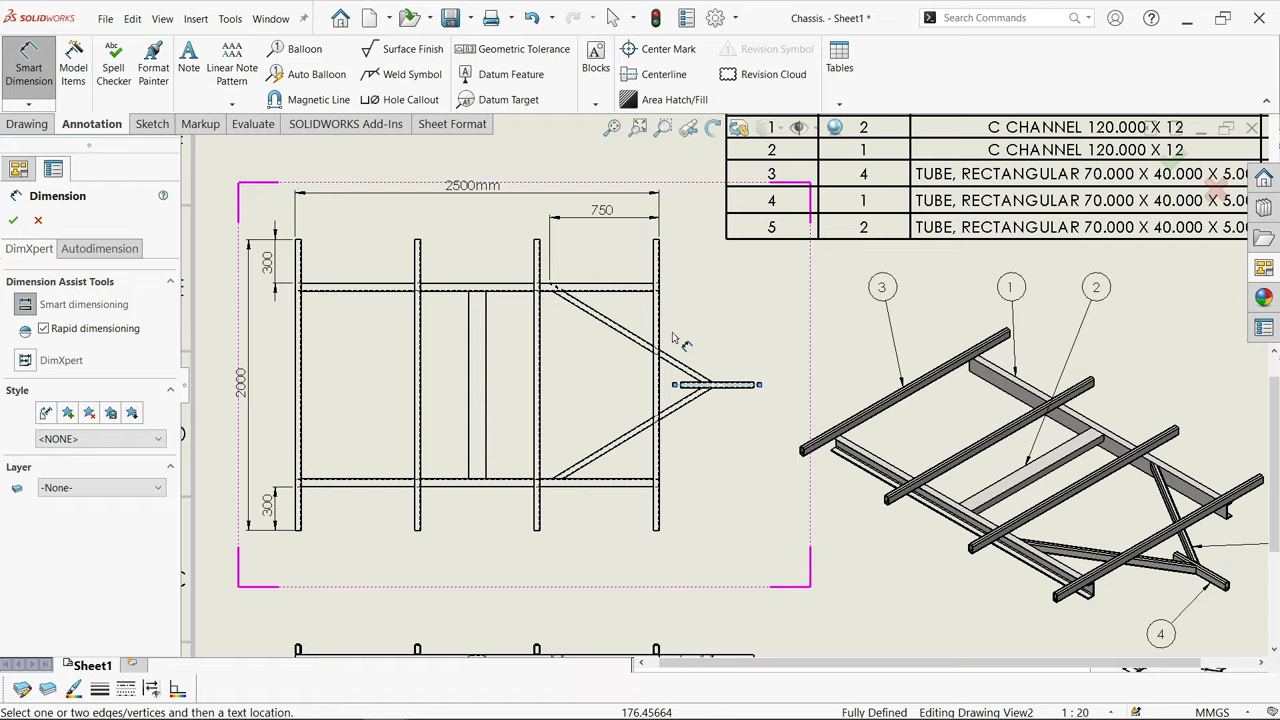 SOLIDWORKS File Edit View Insert Tools Window Chassis. - Sheet1 * Search Commands
Smart Dimension
Model Items
Spell Checker
Format Painter
Note
Linear Note Pattern
Balloon
Auto Balloon
Magnetic Line
Surface Finish
Weld Symbol
Hole Callout
Geometric Tolerance
Datum Feature
Datum Target
Blocks
Center Mark
Centerline
Area Hatch/Fill
Revision Symbol
Revision Cloud
Tables
Drawing Annotation Sketch Markup Evaluate SOLIDWORKS Add-Ins Sheet Format
1 2 C CHANNEL 120.000 X 12
2 1 C CHANNEL 120.000 X 12
3 4 TUBE, RECTANGULAR 70.000 X 40.000 X 5.00
4 1 TUBE, RECTANGULAR 70.000 X 40.000 X 5.00
5 2 TUBE, RECTANGULAR 70.000 X 40.000 X 5.00
Dimension
DimXpert Autodimension
Dimension Assist Tools
Smart dimensioning
Rapid dimensioning
DimXpert
Style
<NONE>
Layer
-None-
2500mm
750
300
2000
300
3
1
2
4
Sheet1
Select one or two edges/vertices and then a text location. 176.45664 Fully Defined Editing Drawing View2 1 : 20 MMGS